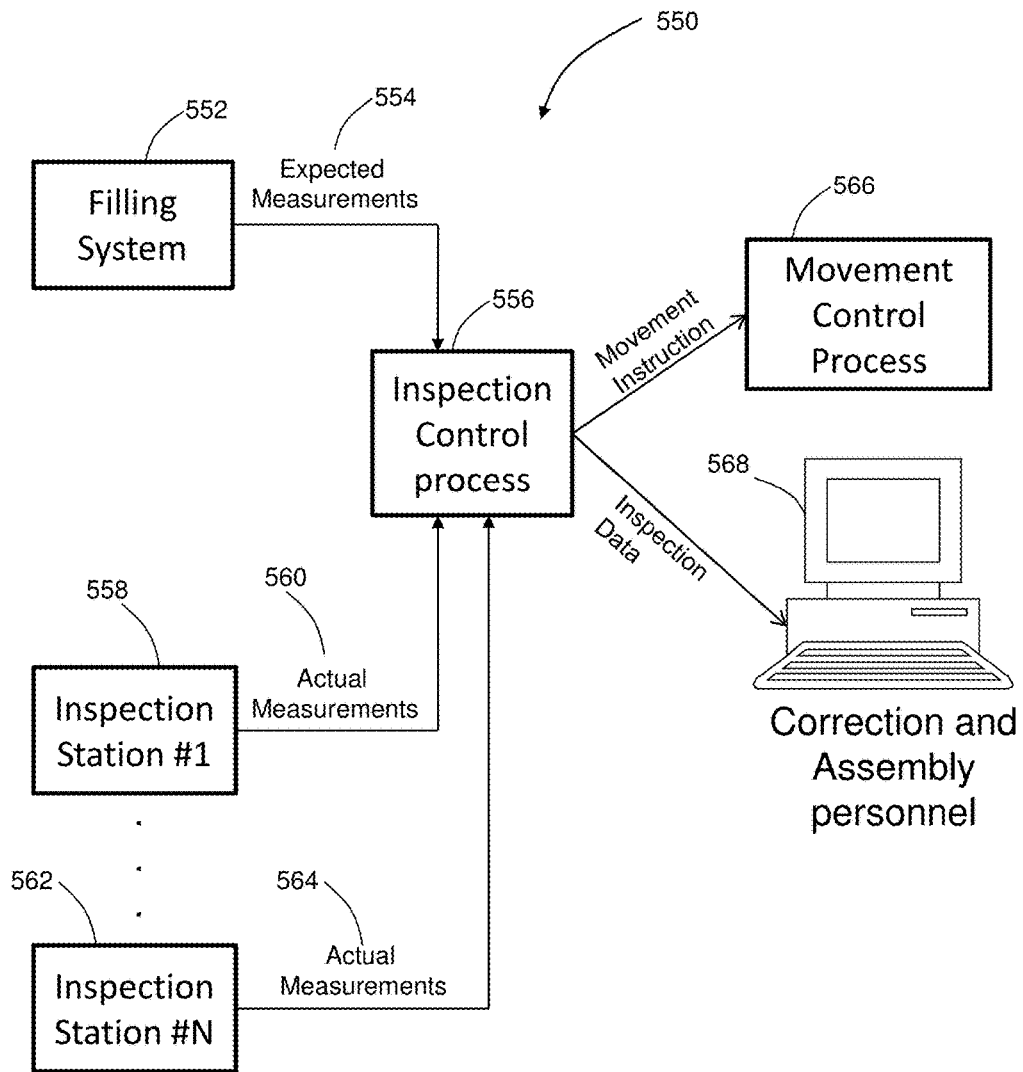 550
552
554
Expected
Measurements
Filling
System
566
Movement
Control
Process
556
Movement
Instruction
Inspection
Control
process
568
Inspection
Data
558
560
Actual
Measurements
Inspection
Station #1
Correction and
Assembly
personnel
562
564
Actual
Measurements
Inspection
Station #N